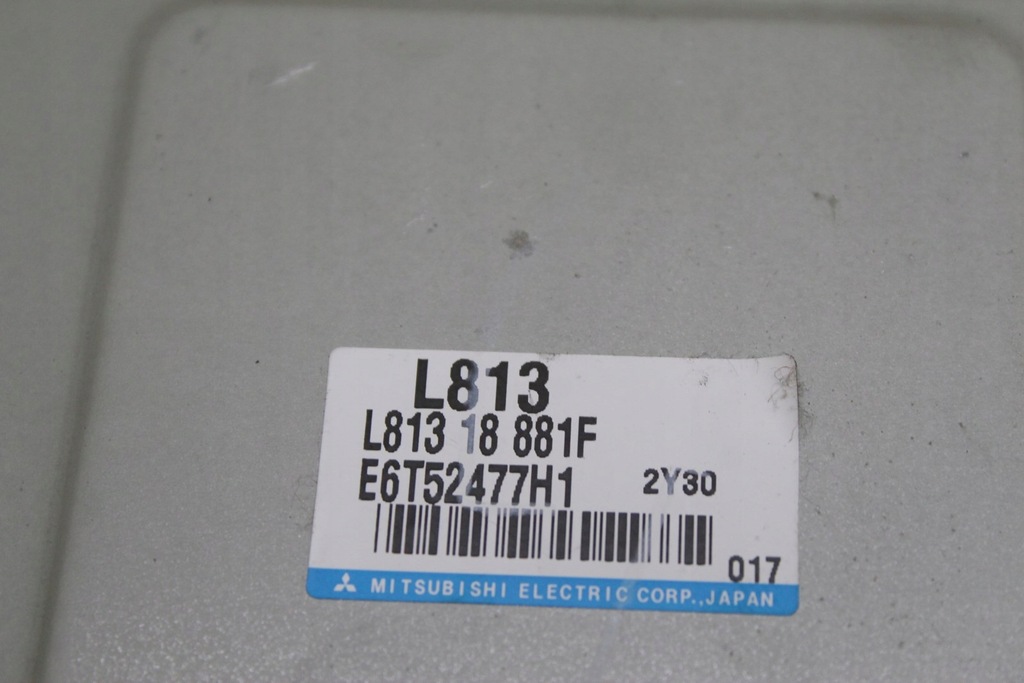 L813
L813 18 881F
E6T52477H1 2Y30
017
MITSUBISHI ELECTRIC CORP.,JAPAN